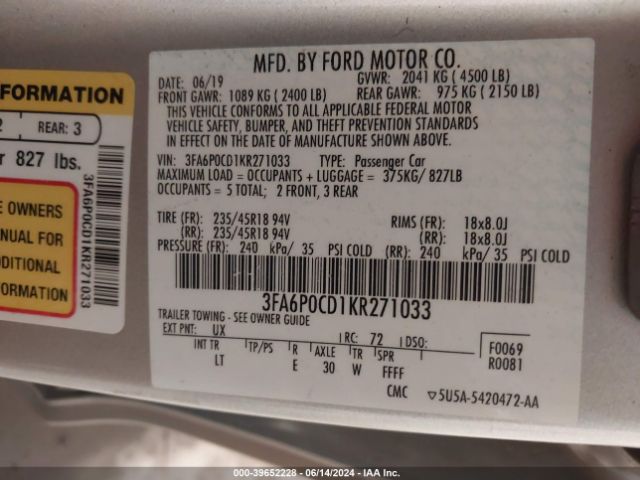 MFD. BY FORD MOTOR CO.
DATE: 06/19 GVWR: 2041 KG ( 4500 LB)
FRONT GAWR: 1089 KG ( 2400 LB) REAR GAWR: 975 KG ( 2150 LB)
THIS VEHICLE CONFORMS TO ALL APPLICABLE FEDERAL MOTOR
VEHICLE SAFETY, BUMPER, AND THEFT PREVENTION STANDARDS
IN EFFECT ON THE DATE OF MANUFACTURE SHOWN ABOVE.
VIN: 3FA6P0CD1KR271033 TYPE: Passenger Car
MAXIMUM LOAD = OCCUPANTS + LUGGAGE = 375KG/ 827LB
OCCUPANTS = 5 TOTAL; 2 FRONT, 3 REAR
TIRE (FR): 235/45R18 94V RIMS (FR): 18x8.0J
(RR): 235/45R18 94V (RR): 18x8.0J
PRESSURE (FR): 240 kPa/ 35 PSI COLD (RR): 240 kPa/ 35 PSI COLD
3FA6P0CD1KR271033
TRAILER TOWING - SEE OWNER GUIDE
EXT PNT: UX RC: 72 DSO:
INT TR TP/PS R AXLE TR SPR
LT E 30 W FFFF
F0069
R0081
CMC 5U5A-5420472-AA
FORMATION
2 REAR: 3
r 827 lbs.
E OWNERS
ANUAL FOR
DDITIONAL
FORMATION
3FA6P0CD1KR271033
000-39652228 - 06/14/2024 - IAA Inc.